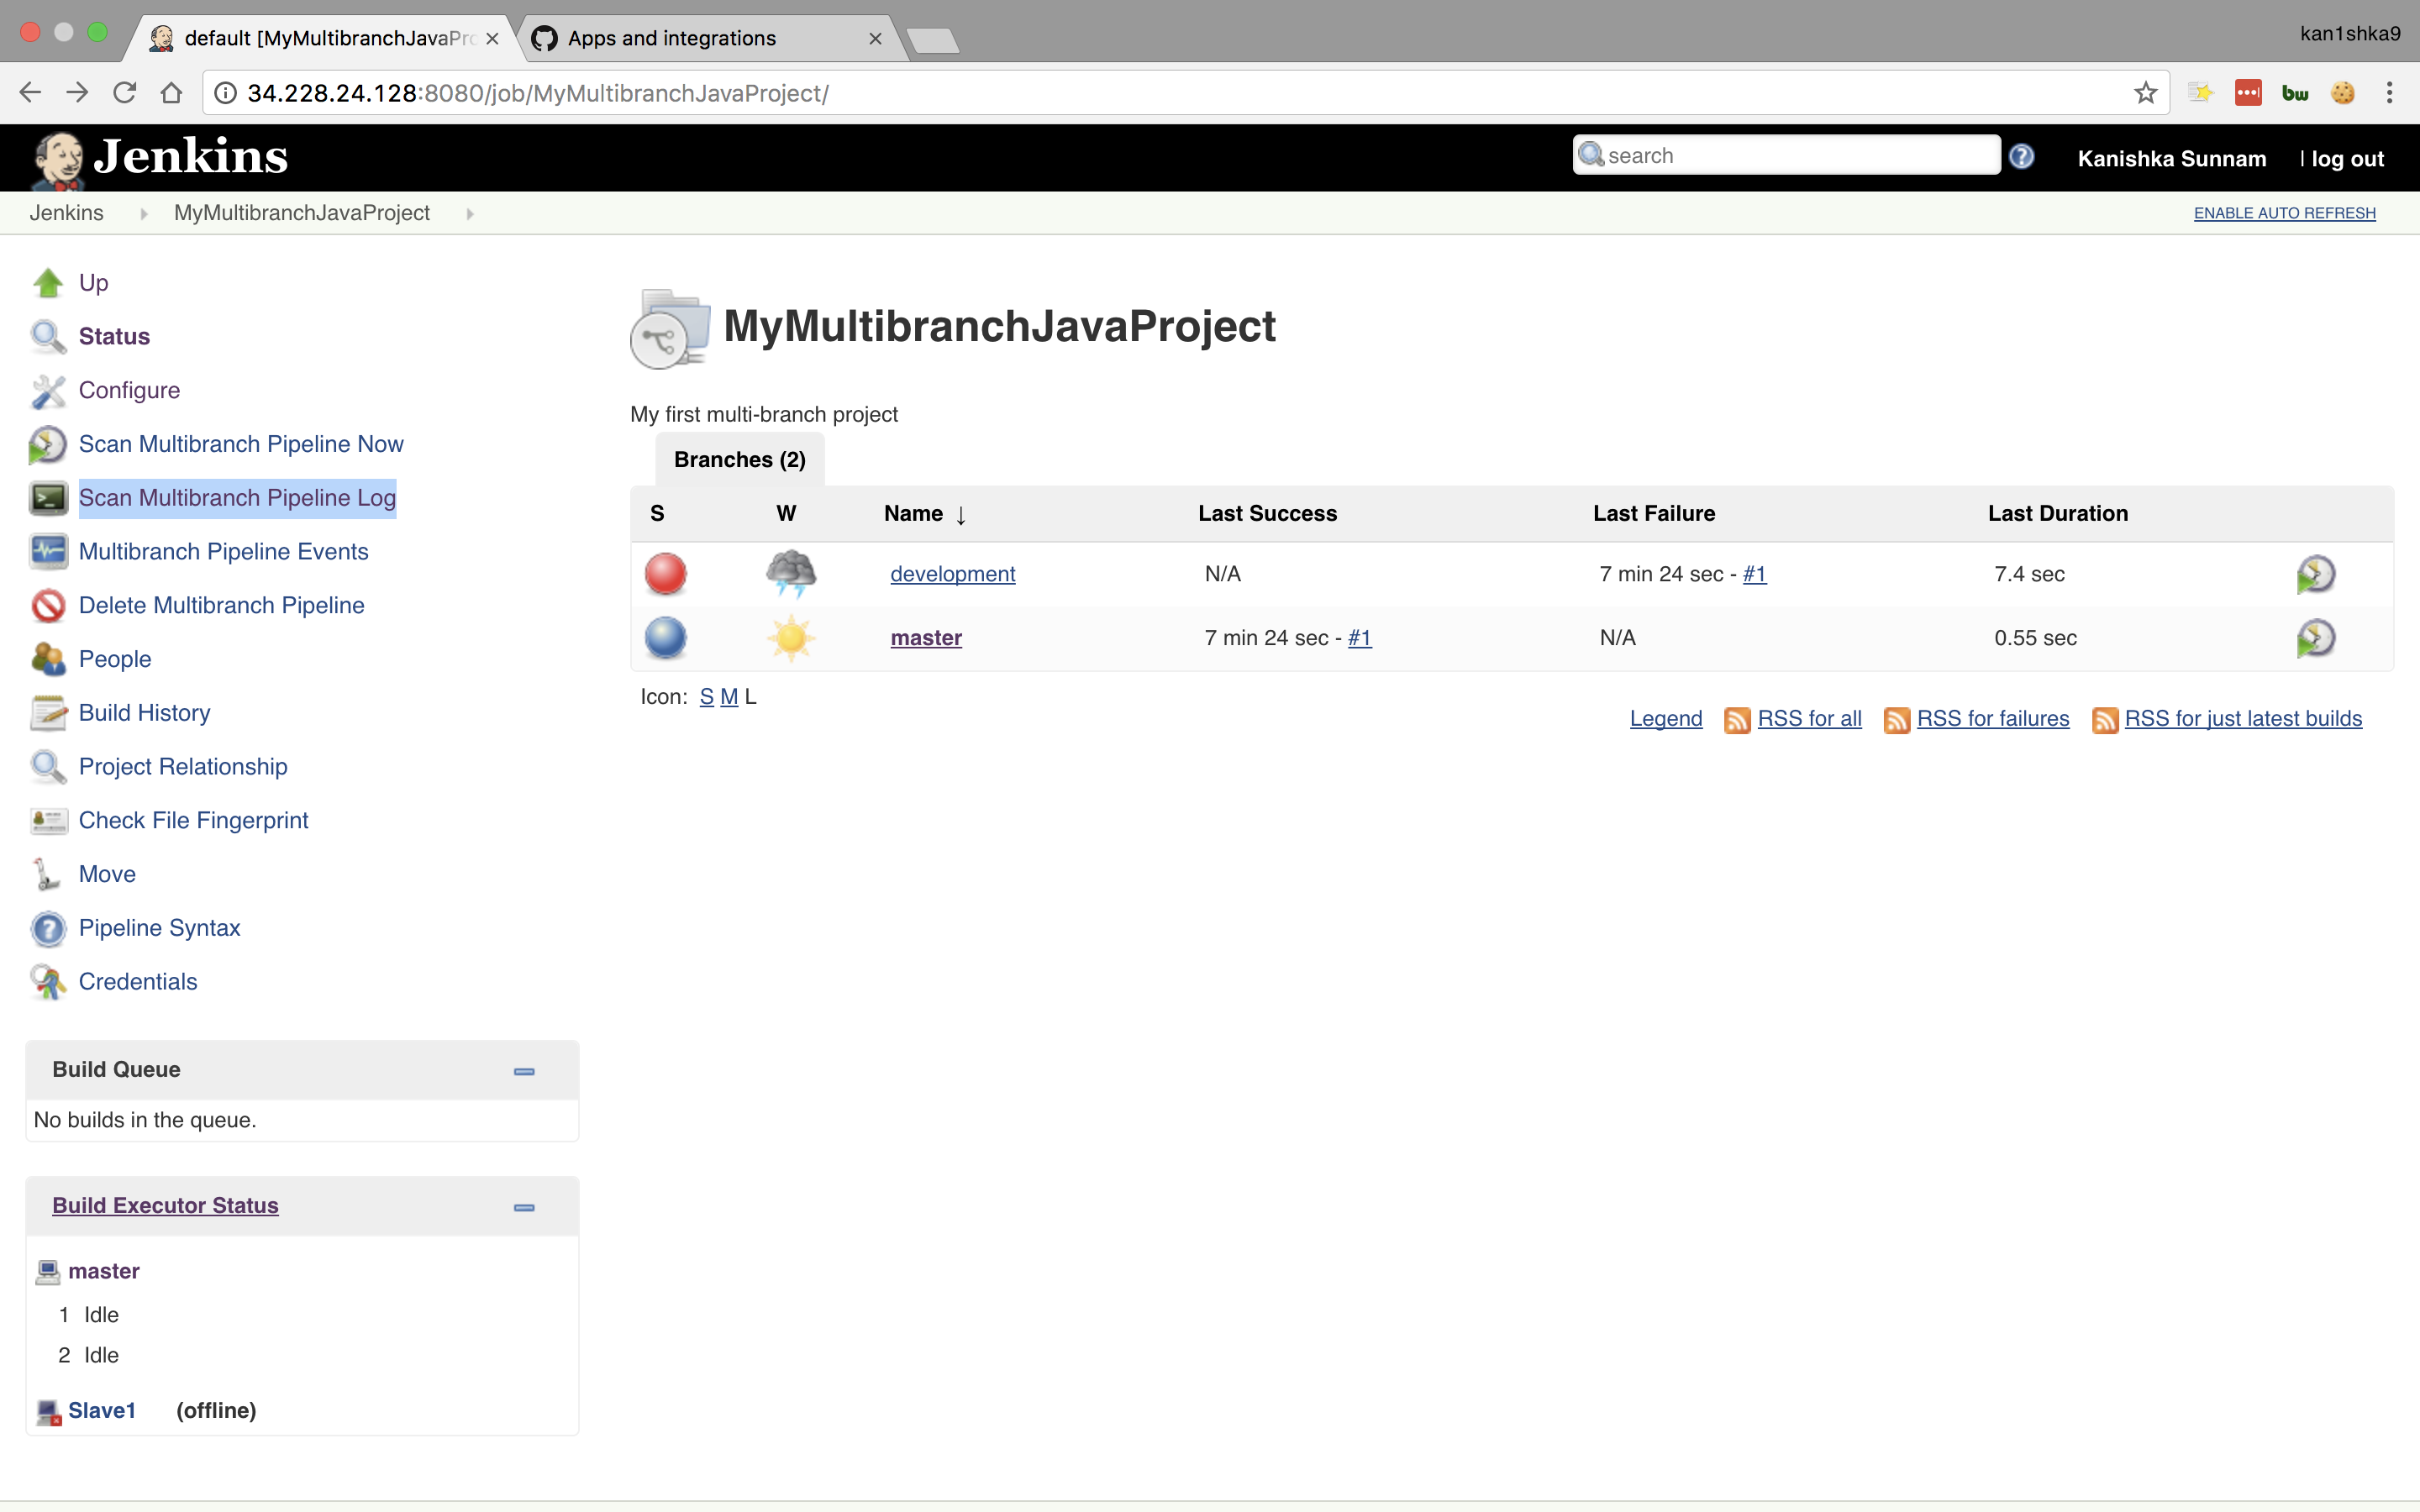 default [MyMultibranchJavaPro
Apps and integrations
kan1shka9
34.228.24.128:8080/job/MyMultibranchJavaProject/
bw
Jenkins
search
Kanishka Sunnam | log out
Jenkins MyMultibranchJavaProject
ENABLE AUTO REFRESH
Up
Status
Configure
Scan Multibranch Pipeline Now
Scan Multibranch Pipeline Log
Multibranch Pipeline Events
Delete Multibranch Pipeline
People
Build History
Project Relationship
Check File Fingerprint
Move
Pipeline Syntax
Credentials
Build Queue
No builds in the queue.
Build Executor Status
master
1 Idle
2 Idle
Slave1 (offline)
MyMultibranchJavaProject
My first multi-branch project
Branches (2)
S W Name ↓ Last Success Last Failure Last Duration
development N/A 7 min 24 sec - #1 7.4 sec
master 7 min 24 sec - #1 N/A 0.55 sec
Icon: S M L
Legend RSS for all RSS for failures RSS for just latest builds